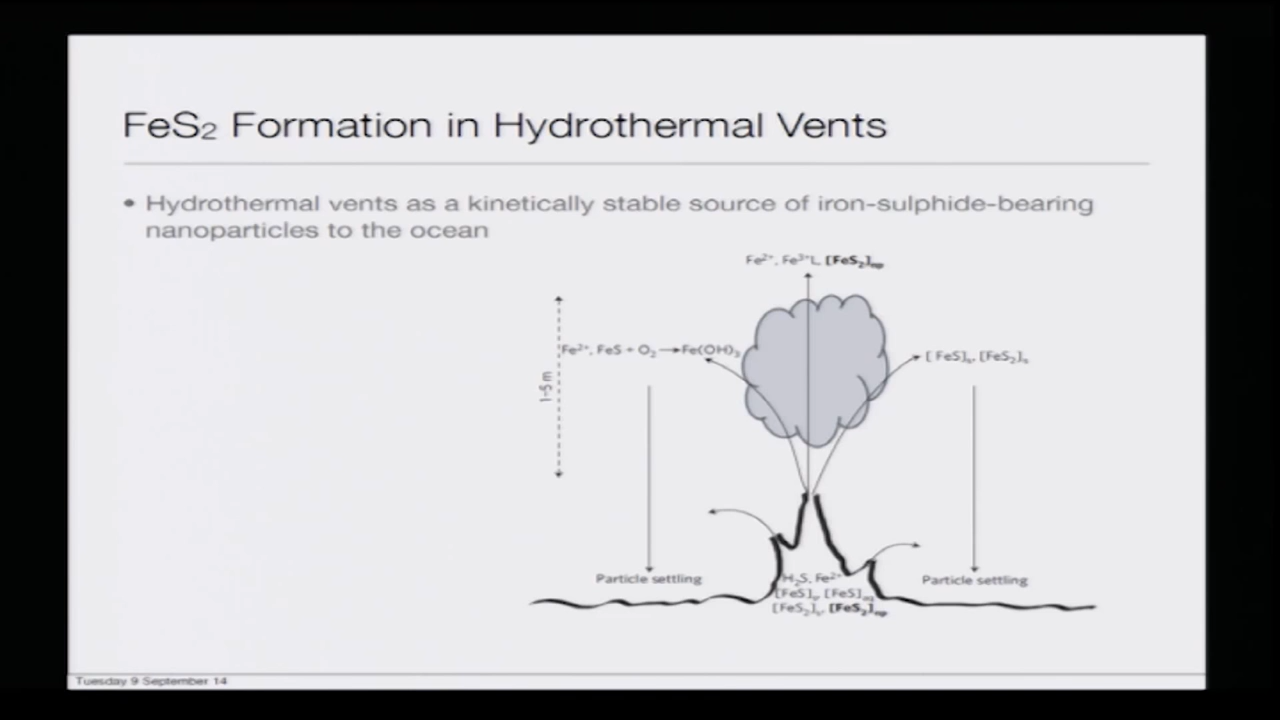 FeS₂ Formation in Hydrothermal Vents
• Hydrothermal vents as a kinetically stable source of iron-sulphide-bearing
nanoparticles to the ocean
Fe²⁺, Fe³⁺L, [FeS₂]ₙₚ
Fe²⁺, FeS + O₂ → Fe(OH)₃
[FeS]ₛ, [FeS₂]ₛ
1-5 m
Particle settling
Particle settling
H₂S, Fe²⁺
[FeS]ₛ, [FeS]aq
[FeS₂]ₛ, [FeS₂]ₙₚ
Tuesday 9 September 14